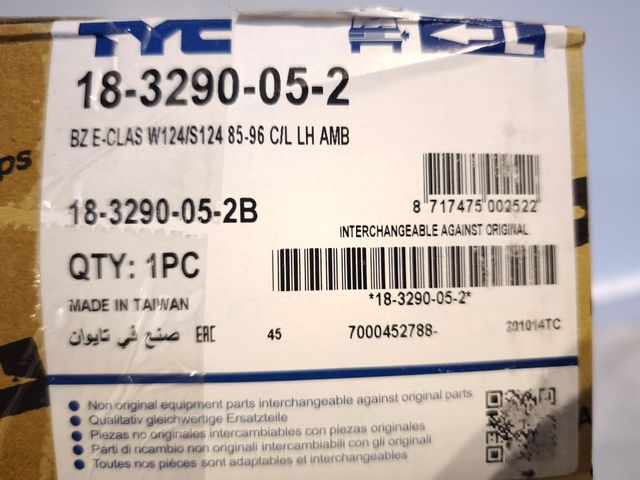 TYC
L
18-3290-05-2
BZ E-CLAS W124/S124 85-96 C/L LH AMB
ps
18-3290-05-2B
8 717475 002522
INTERCHANGEABLE AGAINST ORIGINAL
QTY: 1PC
*18-3290-05-2*
MADE IN TAIWAN
صنع في تايوان EAC 45 7000452788- 201014TC
Non original equipment parts interchangeable against original parts
Qualitativ gleichwertige Ersatzteile
Piezas no originales intercambiables con piezas originales
Parti di ricambio non originali intercambiabili con gli originali
Toutes nos pièces sont adaptables et interchangeables